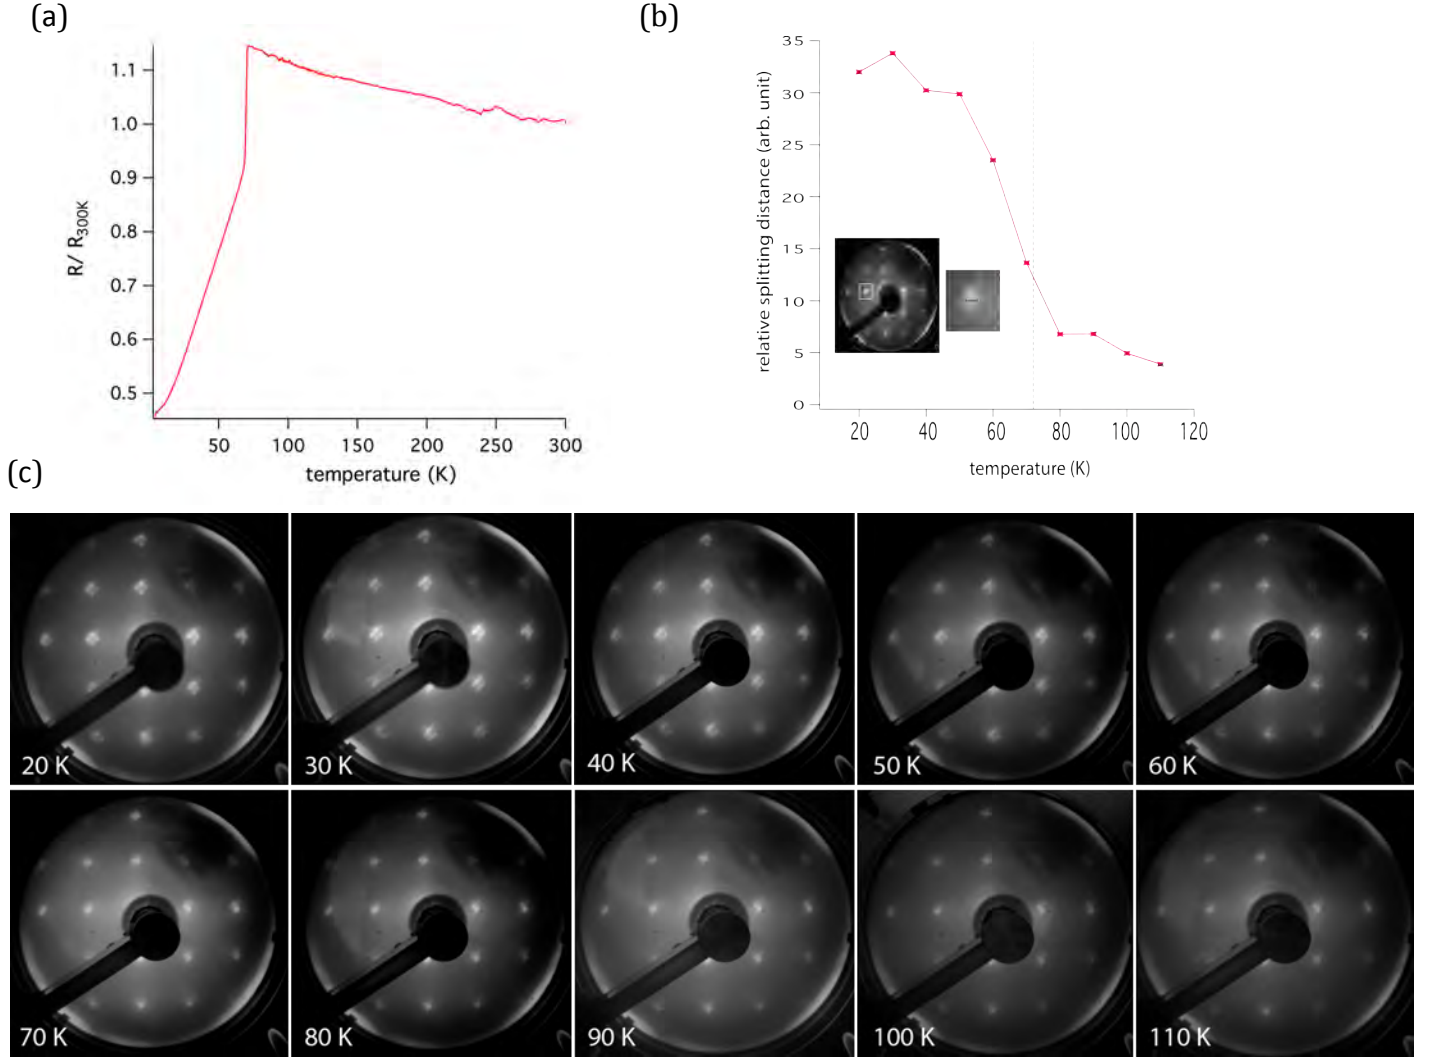 (a)
1.1
1.0
0.9
0.8
0.7
0.6
0.5
R/ R300K
50 100 150 200 250 300
temperature (K)
(b)
35
30
25
20
15
10
5
0
relative splitting distance (arb. unit)
20 40 60 80 100 120
temperature (K)
(c)
20 K 30 K 40 K 50 K 60 K
70 K 80 K 90 K 100 K 110 K